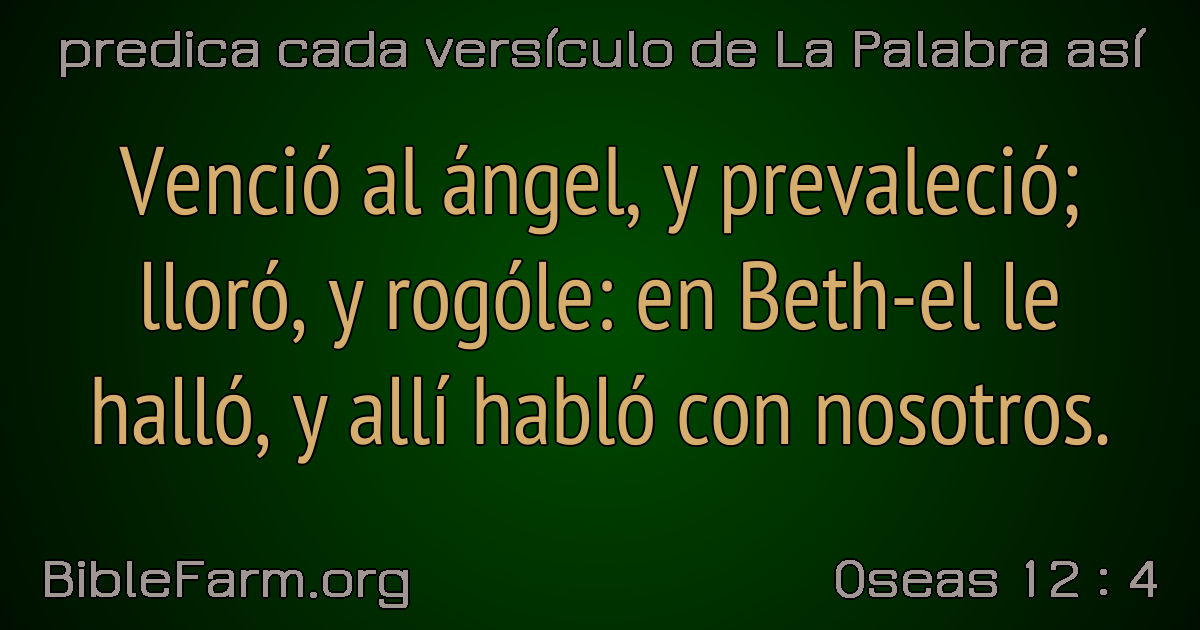 predica cada versículo de La Palabra así
Venció al ángel, y prevaleció;
lloró, y rogóle: en Beth-el le
halló, y allí habló con nosotros.
BibleFarm.org
Oseas 12 : 4